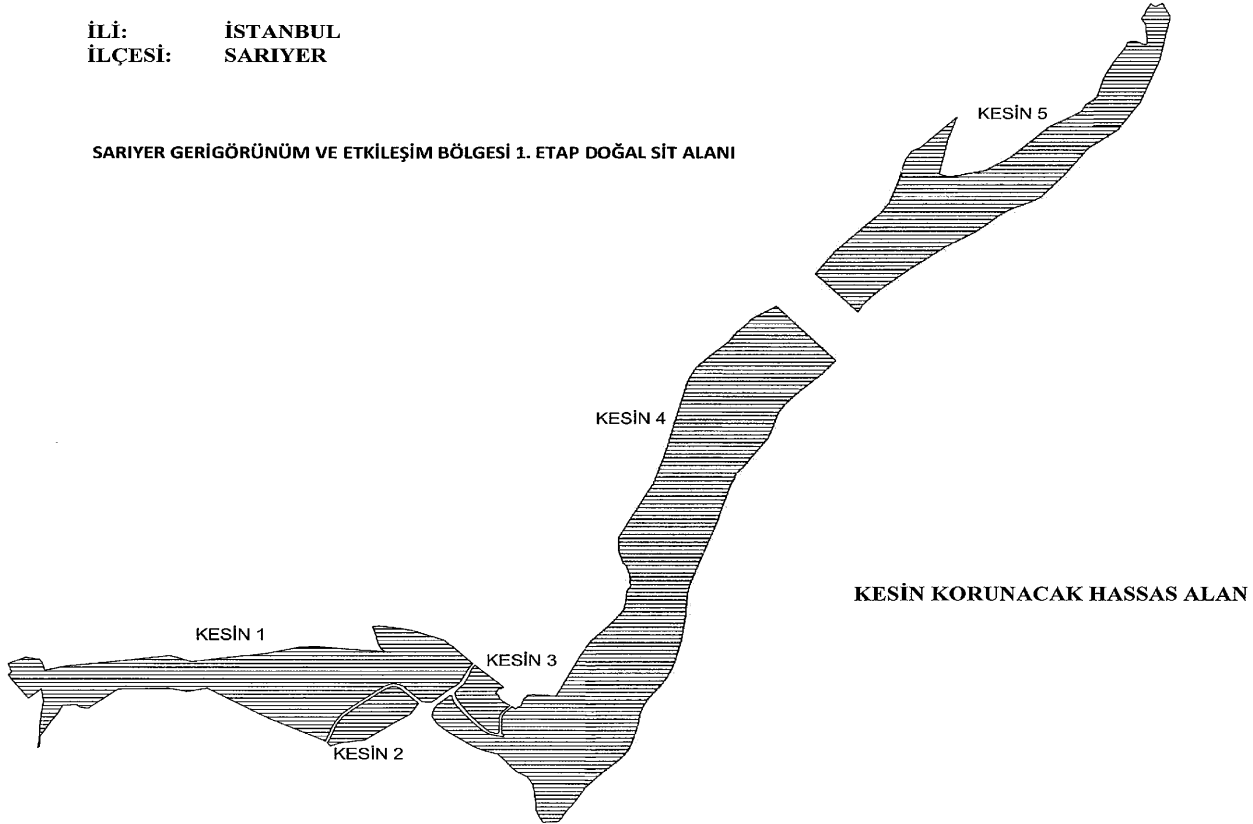 İLİ: İSTANBUL
İLÇESİ: SARIYER
KESİN 5
SARIYER GERİGÖRÜNÜM VE ETKİLEŞİM BÖLGESİ 1. ETAP DOĞAL SİT ALANI
KESİN 4
KESİN KORUNACAK HASSAS ALAN
KESİN 1
KESİN 3
KESİN 2